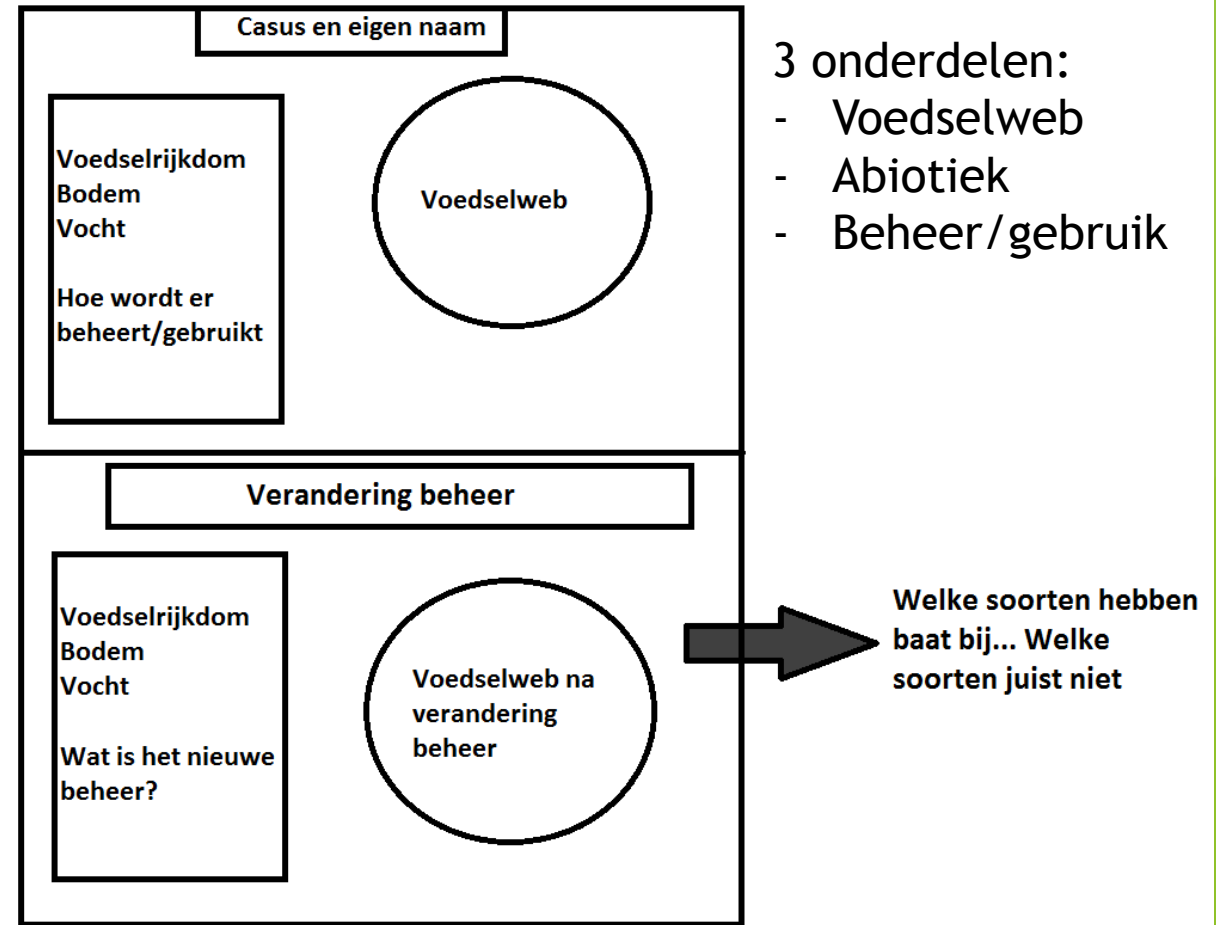 Casus en eigen naam
Voedselrijkdom
Bodem
Vocht
Hoe wordt er
beheert/gebruikt
Voedselweb
3 onderdelen:
- Voedselweb
- Abiotiek
- Beheer/gebruik
Verandering beheer
Voedselrijkdom
Bodem
Vocht
Wat is het nieuwe
beheer?
Voedselweb na
verandering
beheer
Welke soorten hebben
baat bij... Welke
soorten juist niet